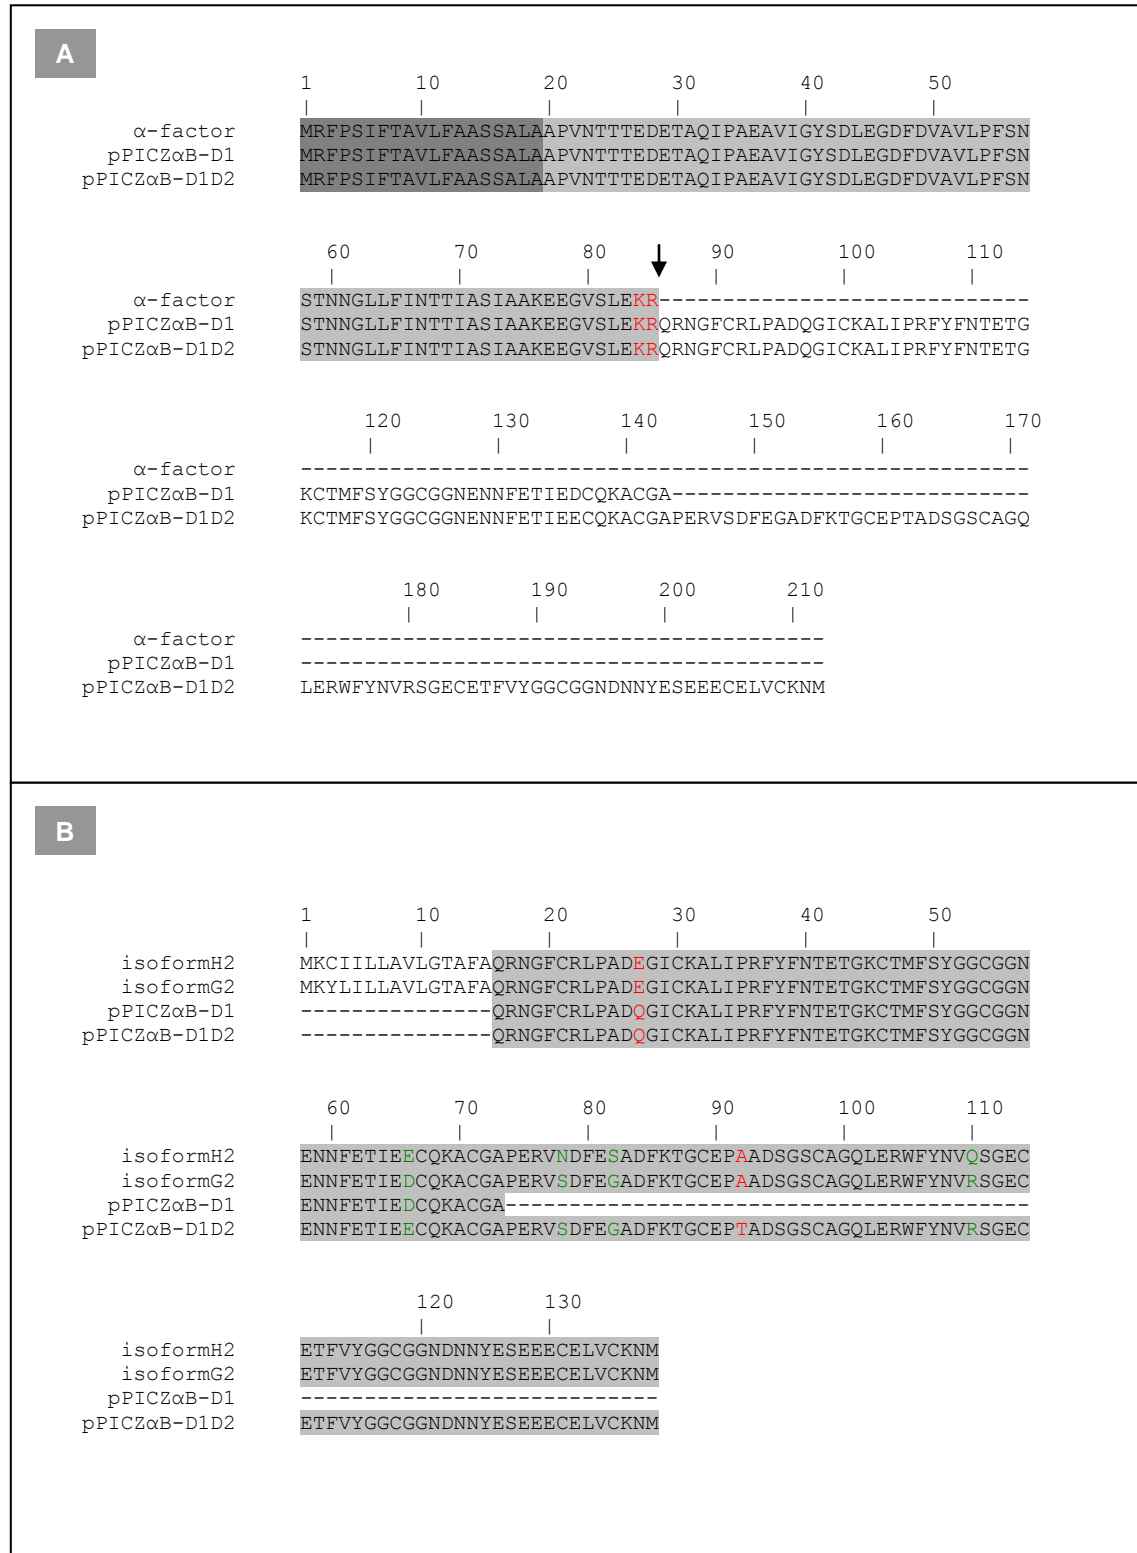 A
1 10 20 30 40 50
| | | | | |
α-factor MRFPSIFTAVLFAASSALAAPVNTTTEDETAQIPAEAVIGYSDLEGDFDVAVLPFSN
pPICZαB-D1 MRFPSIFTAVLFAASSALAAPVNTTTEDETAQIPAEAVIGYSDLEGDFDVAVLPFSN
pPICZαB-D1D2 MRFPSIFTAVLFAASSALAAPVNTTTEDETAQIPAEAVIGYSDLEGDFDVAVLPFSN
60 70 80 90 100 110
| | | | | |
α-factor STNNGLLFINTTIASIAAKEEGVSLEKR-----------------------------
pPICZαB-D1 STNNGLLFINTTIASIAAKEEGVSLEKRQRNGFCRLPADQGICKALIPRFYFNTETG
pPICZαB-D1D2 STNNGLLFINTTIASIAAKEEGVSLEKRQRNGFCRLPADQGICKALIPRFYFNTETG
120 130 140 150 160 170
| | | | | |
α-factor ---------------------------------------------------------
pPICZαB-D1 KCTMFSYGGCGGNENNFETIEDCQKACGA----------------------------
pPICZαB-D1D2 KCTMFSYGGCGGNENNFETIEECQKACGAPERVSDFEGADFKTGCEPTADSGSCAGQ
180 190 200 210
| | | |
α-factor -----------------------------------------
pPICZαB-D1 -----------------------------------------
pPICZαB-D1D2 LERWFYNVRSGECETFVYGGCGGNDNNYESEEECELVCKNM
B
1 10 20 30 40 50
| | | | | |
isoformH2 MKCIILLAVLGTAFAQRNGFCRLPADEGICKALIPRFYFNTETGKCTMFSYGGCGGN
isoformG2 MKYLILLAVLGTAFAQRNGFCRLPADEGICKALIPRFYFNTETGKCTMFSYGGCGGN
pPICZαB-D1 ---------------QRNGFCRLPADQGICKALIPRFYFNTETGKCTMFSYGGCGGN
pPICZαB-D1D2 ---------------QRNGFCRLPADQGICKALIPRFYFNTETGKCTMFSYGGCGGN
60 70 80 90 100 110
| | | | | |
isoformH2 ENNFETIEECQKACGAPERVNDFESADFKTGCEPAADSGSCAGQLERWFYNVQSGEC
isoformG2 ENNFETIEDCQKACGAPERVSDFEGADFKTGCEPAADSGSCAGQLERWFYNVRSGEC
pPICZαB-D1 ENNFETIEDCQKACGA-----------------------------------------
pPICZαB-D1D2 ENNFETIEECQKACGAPERVSDFEGADFKTGCEPTADSGSCAGQLERWFYNVRSGEC
120 130
| |
isoformH2 ETFVYGGCGGNDNNYESEEECELVCKNM
isoformG2 ETFVYGGCGGNDNNYESEEECELVCKNM
pPICZαB-D1 ----------------------------
pPICZαB-D1D2 ETFVYGGCGGNDNNYESEEECELVCKNM